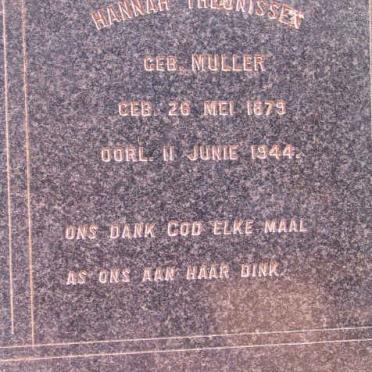 HANNAH THEUNISSEN
GEB. MULLER
GEB. 26 MEI 1879
OORL. 11 JUNIE 1944.
ONS DANK GOD ELKE MAAL
AS ONS AAN HAAR DINK.